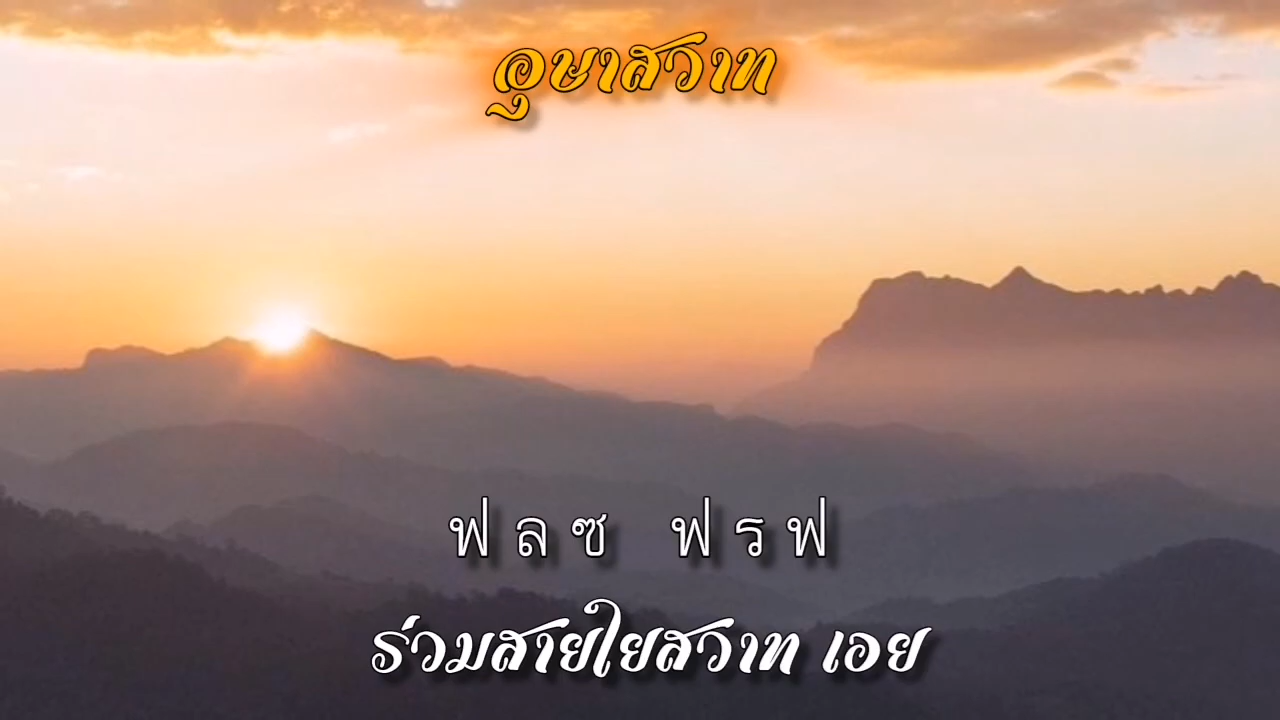 อุษาสวาท
ฟ ล ซ   ฟ ร ฟ
ร่วมสายใยสวาท เอย